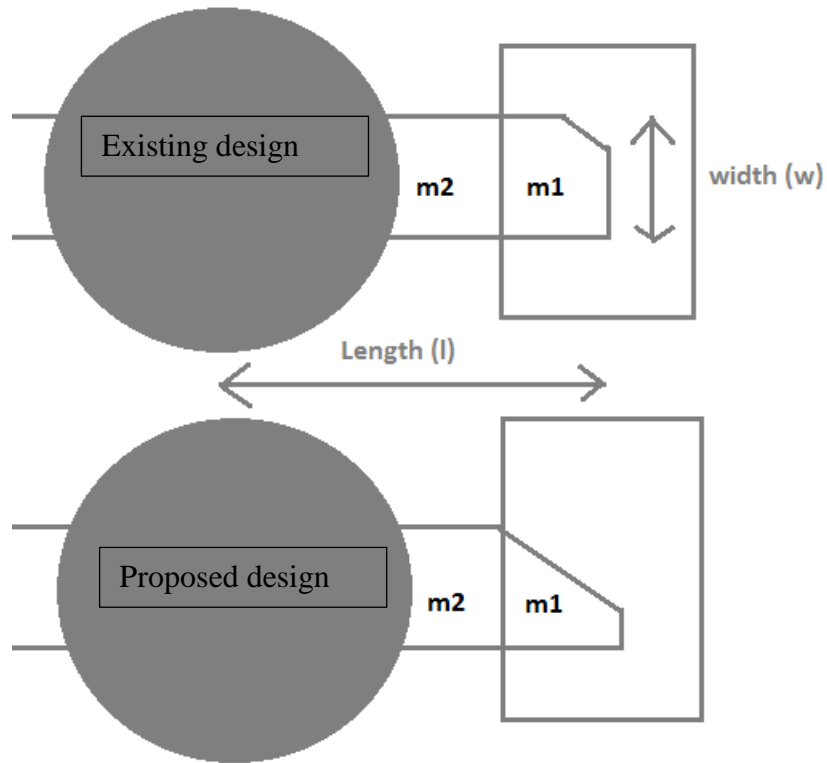 Existing design
m2
m1
width (w)
Length (l)
Proposed design
m2
m1